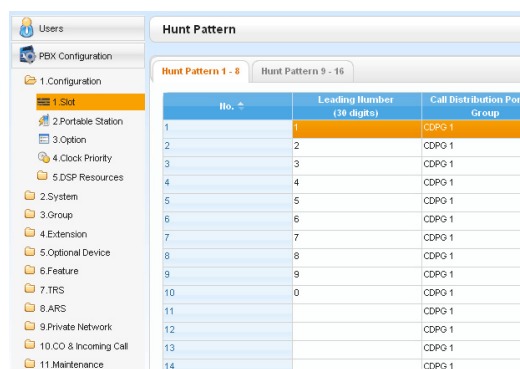 Users
PBX Configuration
1.Configuration
1.Slot
2.Portable Station
3.Option
4.Clock Priority
5.DSP Resources
2.System
3.Group
4.Extension
5.Optional Device
6.Feature
7.TRS
8.ARS
9.Private Network
10.CO & Incoming Call
11.Maintenance
Hunt Pattern
Hunt Pattern 1 - 8 Hunt Pattern 9 - 16
No. Leading Number Call Distribution Por
(30 digits) Group
1 1 CDPG 1
2 2 CDPG 1
3 3 CDPG 1
4 4 CDPG 1
5 5 CDPG 1
6 6 CDPG 1
7 7 CDPG 1
8 8 CDPG 1
9 9 CDPG 1
10 0 CDPG 1
11 CDPG 1
12 CDPG 1
13 CDPG 1
14 CDPG 1